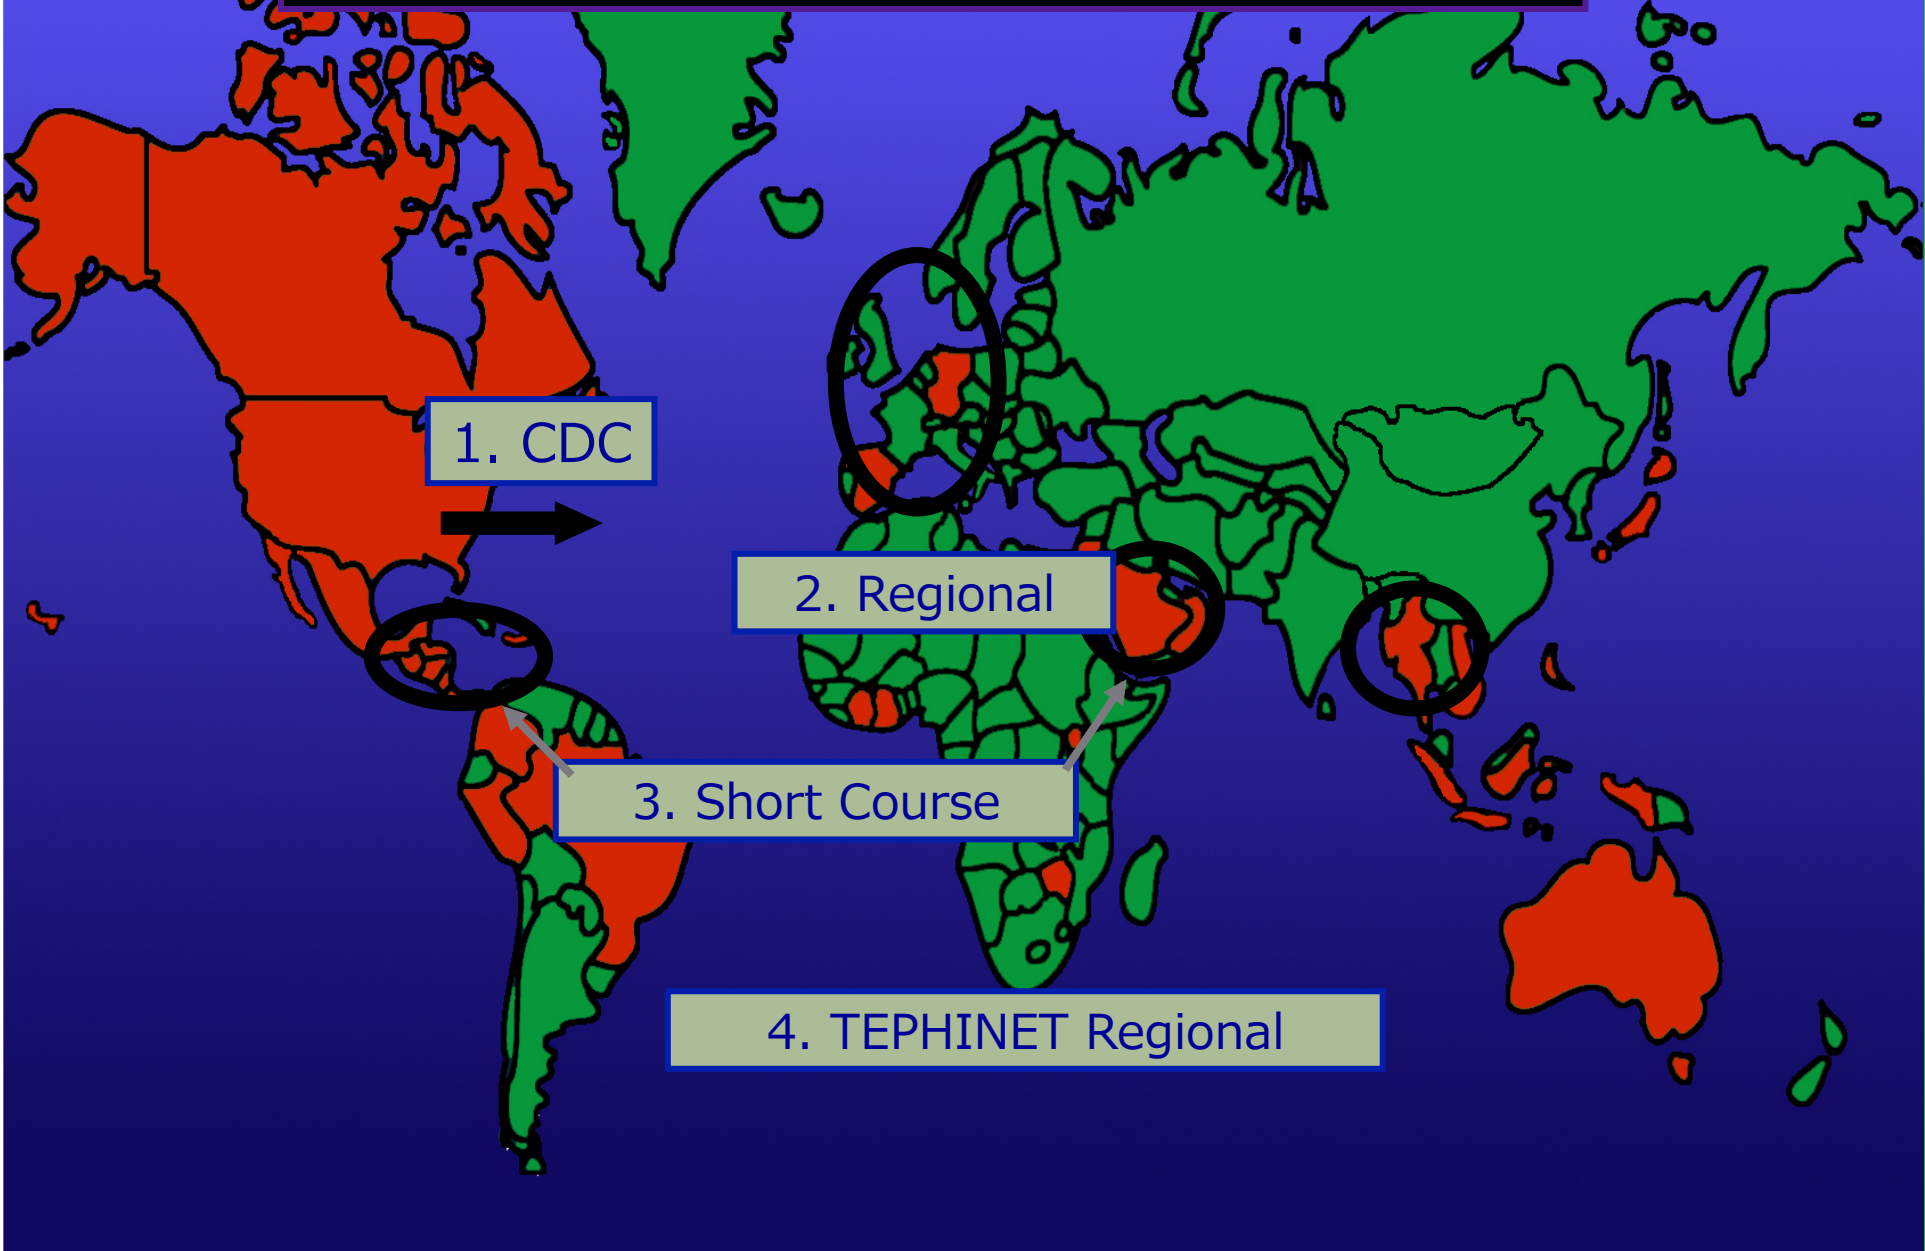 1. CDC
2. Regional
3. Short Course
4. TEPHINET Regional